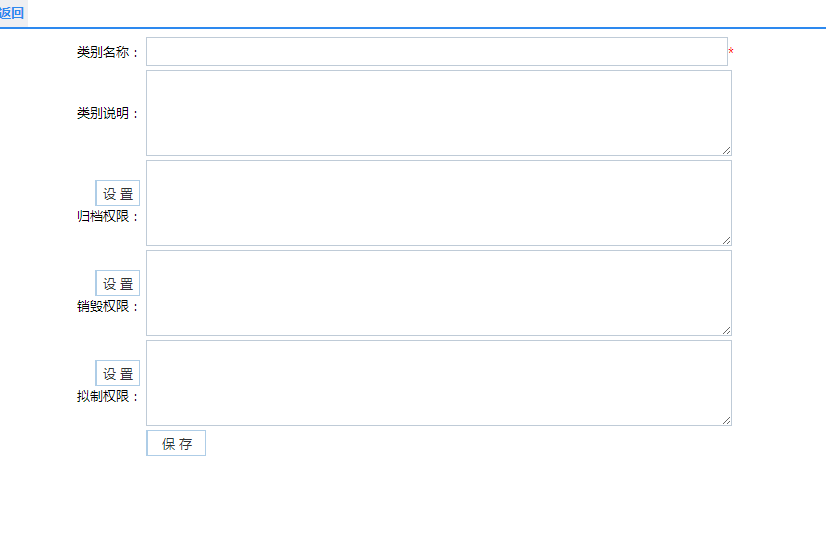 返回
类别名称：
*
类别说明：
设 置
归档权限：
设 置
销毁权限：
设 置
拟制权限：
保 存